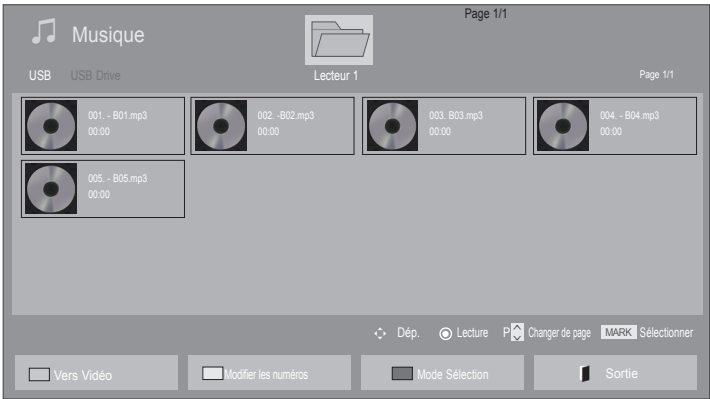 Page 1/1
Musique
USB USB Drive
Lecteur 1
Page 1/1
001. - B01.mp3
00:00
002. -B02.mp3
00:00
003. B03.mp3
00:00
004. - B04.mp3
00:00
005. - B05.mp3
00:00
Dép. Lecture P Changer de page MARK Sélectionner
Vers Vidéo
Modifier les numéros
Mode Sélection
Sortie